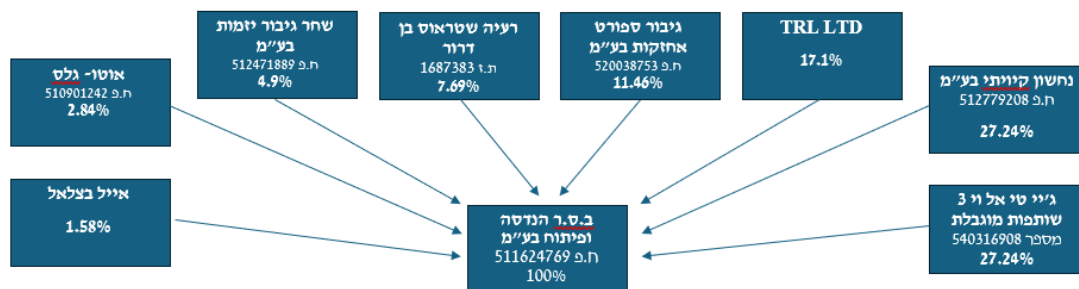 אוטו- גלס
ח.פ 510901242
2.84%
שחר גיבור יזמות
בע"מ
ח.פ 512471889
4.9%
רעיה שטראוס בן
דרור
ת.ז 1687383
7.69%
גיבור ספורט
אחזקות בע"מ
ח.פ 520038753
11.46%
TRL LTD
17.1%
נחשון קיויתי בע"מ
ח.פ 512779208
27.24%
אייל בצלאל
1.58%
ב.ס.ר הנדסה
ופיתוח בע"מ
ח.פ 511624769
100%
ג'יי טי אל וי 3
שותפות מוגבלת
מספר 540316908
27.24%